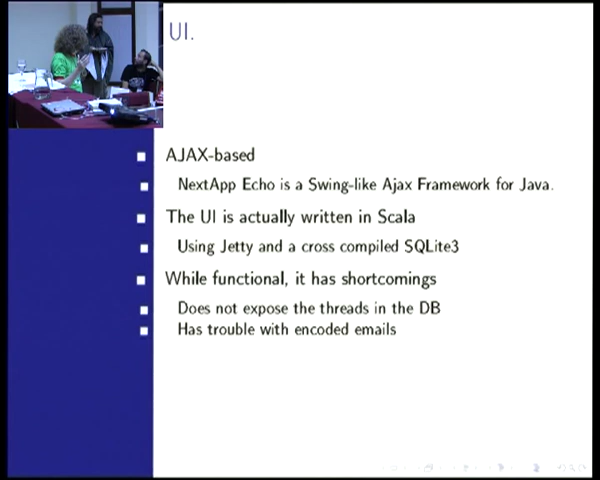 UI.
AJAX-based
NextApp Echo is a Swing-like Ajax Framework for Java.
The UI is actually written in Scala
Using Jetty and a cross compiled SQLite3
While functional, it has shortcomings
Does not expose the threads in the DB
Has trouble with encoded emails